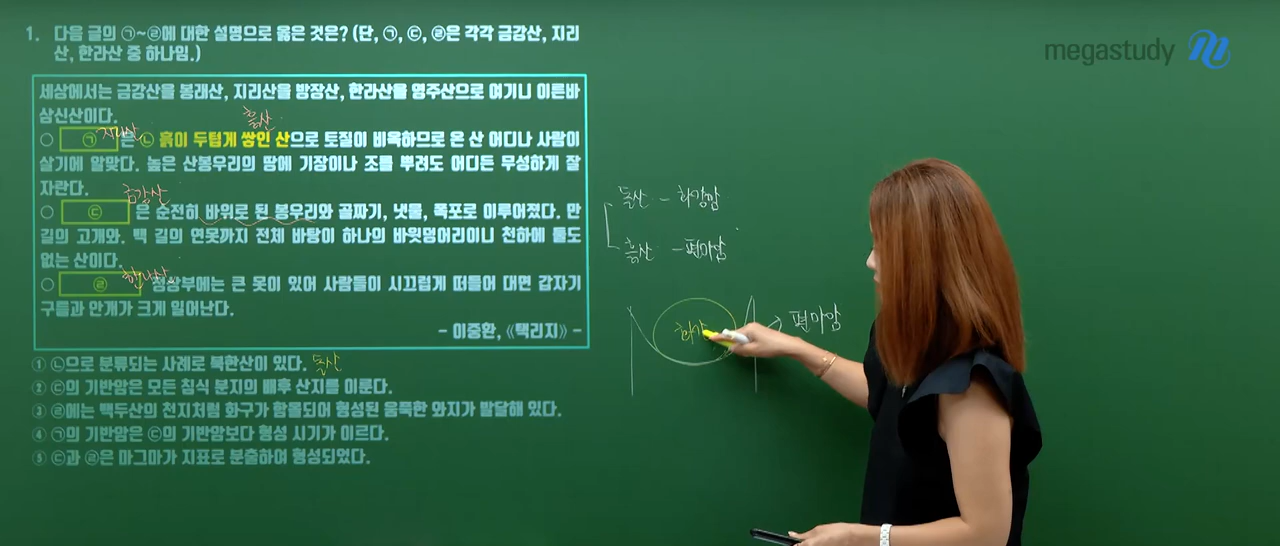 1. 다음 글의 ㉠~㉣에 대한 설명으로 옳은 것은? (단, ㉠, ㉢, ㉣은 각각 금강산, 지리
산, 한라산 중 하나임.)
megastudy
세상에서는 금강산을 봉래산, 지리산을 방장산, 한라산을 영주산으로 여기니 이른바
삼신산이다.
흙산
지리산
○ ㉠ 은 ㉡ 흙이 두텁게 쌓인 산으로 토질이 비옥하므로 온 산 어디나 사람이
살기에 알맞다. 높은 산봉우리의 땅에 기장이나 조를 뿌려도 어디든 무성하게 잘
자란다.
금강산
○ ㉢ 은 순전히 바위로 된 봉우리와 골짜기, 냇물, 폭포로 이루어졌다. 만
길의 고개와, 백 길의 연못까지 전체 바탕이 하나의 바윗덩어리이니 천하에 둘도
없는 산이다.
한라산
○ ㉣ 정상부에는 큰 못이 있어 사람들이 시끄럽게 떠들어 대면 갑자기
구름과 안개가 크게 일어난다.
- 이중환, 《택리지》 -
① ㉡으로 분류되는 사례로 북한산이 있다. 돌산
② ㉢의 기반암은 모든 침식 분지의 배후 산지를 이룬다.
③ ㉣에는 백두산의 천지처럼 화구가 함몰되어 형성된 움푹한 와지가 발달해 있다.
④ ㉠의 기반암은 ㉢의 기반암보다 형성 시기가 이르다.
⑤ ㉢과 ㉣은 마그마가 지표로 분출하여 형성되었다.
돌산 - 화강암
흙산 - 편마암
화강
편마암